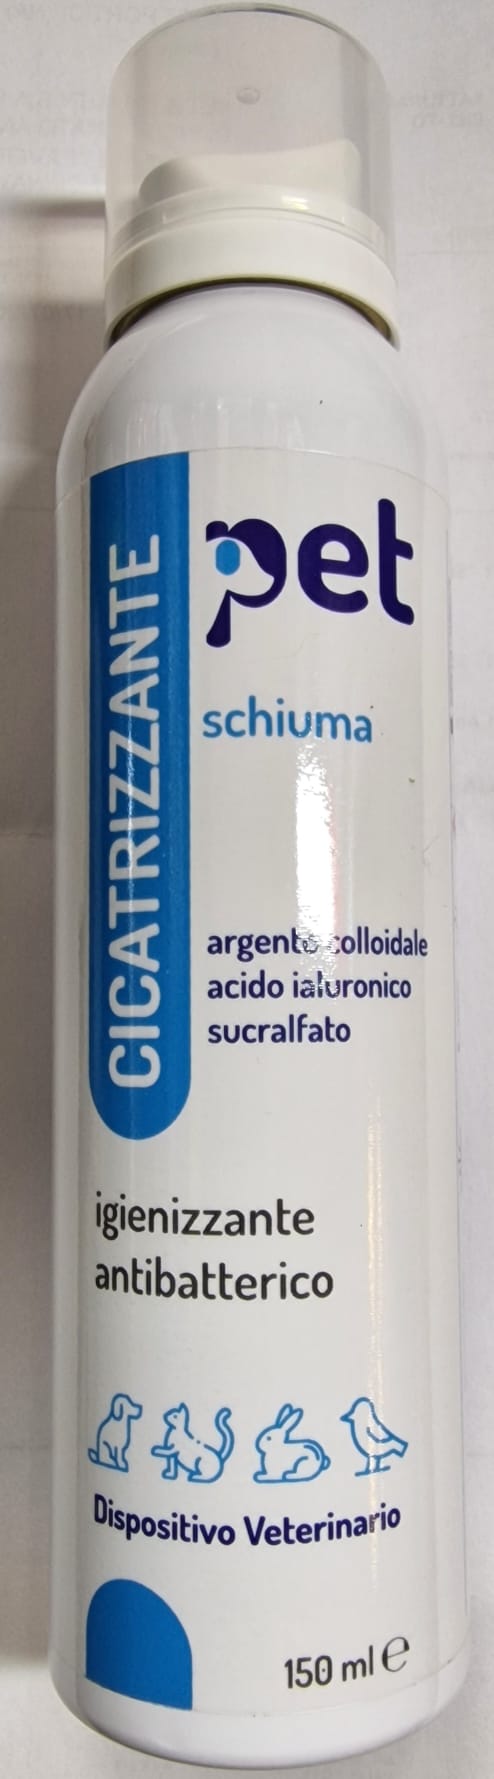 CICATRIZZANTE
pet
schiuma
argento colloidale
acido ialuronico
sucralfato
igienizzante
antibatterico
Dispositivo Veterinario
150 ml ℮